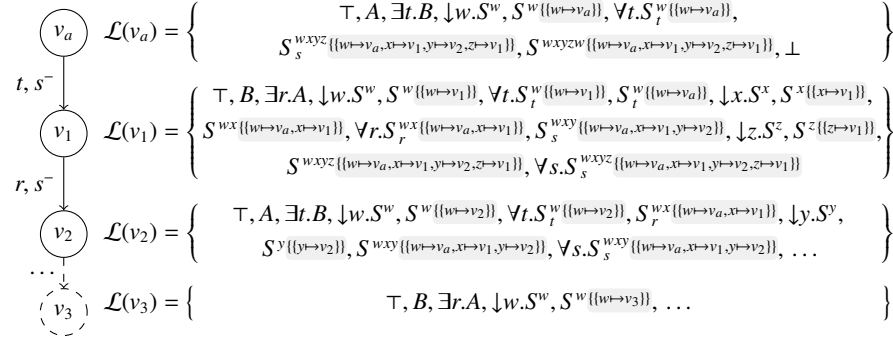 v_a 𝓛(v_a) = { ⊤, A, ∃t.B, ↓w.S^w, S^w{{w↦v_a}}, ∀t.S_t^w{{w↦v_a}},
S_s^{wxyz}{{w↦v_a,x↦v_1,y↦v_2,z↦v_1}}, S^{wxyzw}{{w↦v_a,x↦v_1,y↦v_2,z↦v_1}}, ⊥ }
t, s⁻
v_1 𝓛(v_1) = { ⊤, B, ∃r.A, ↓w.S^w, S^w{{w↦v_1}}, ∀t.S_t^w{{w↦v_1}}, S_t^w{{w↦v_a}}, ↓x.S^x, S^x{{x↦v_1}},
S^{wx}{{w↦v_a,x↦v_1}}, ∀r.S_r^{wx}{{w↦v_a,x↦v_1}}, S_s^{wxy}{{w↦v_a,x↦v_1,y↦v_2}}, ↓z.S^z, S^z{{z↦v_1}},
S^{wxyz}{{w↦v_a,x↦v_1,y↦v_2,z↦v_1}}, ∀s.S_s^{wxyz}{{w↦v_a,x↦v_1,y↦v_2,z↦v_1}} }
r, s⁻
v_2 𝓛(v_2) = { ⊤, A, ∃t.B, ↓w.S^w, S^w{{w↦v_2}}, ∀t.S_t^w{{w↦v_2}}, S_r^{wx}{{w↦v_a,x↦v_1}}, ↓y.S^y,
S^y{{y↦v_2}}, S^{wxy}{{w↦v_a,x↦v_1,y↦v_2}}, ∀s.S_s^{wxy}{{w↦v_a,x↦v_1,y↦v_2}}, … }
…
v_3 𝓛(v_3) = { ⊤, B, ∃r.A, ↓w.S^w, S^w{{w↦v_3}}, … }